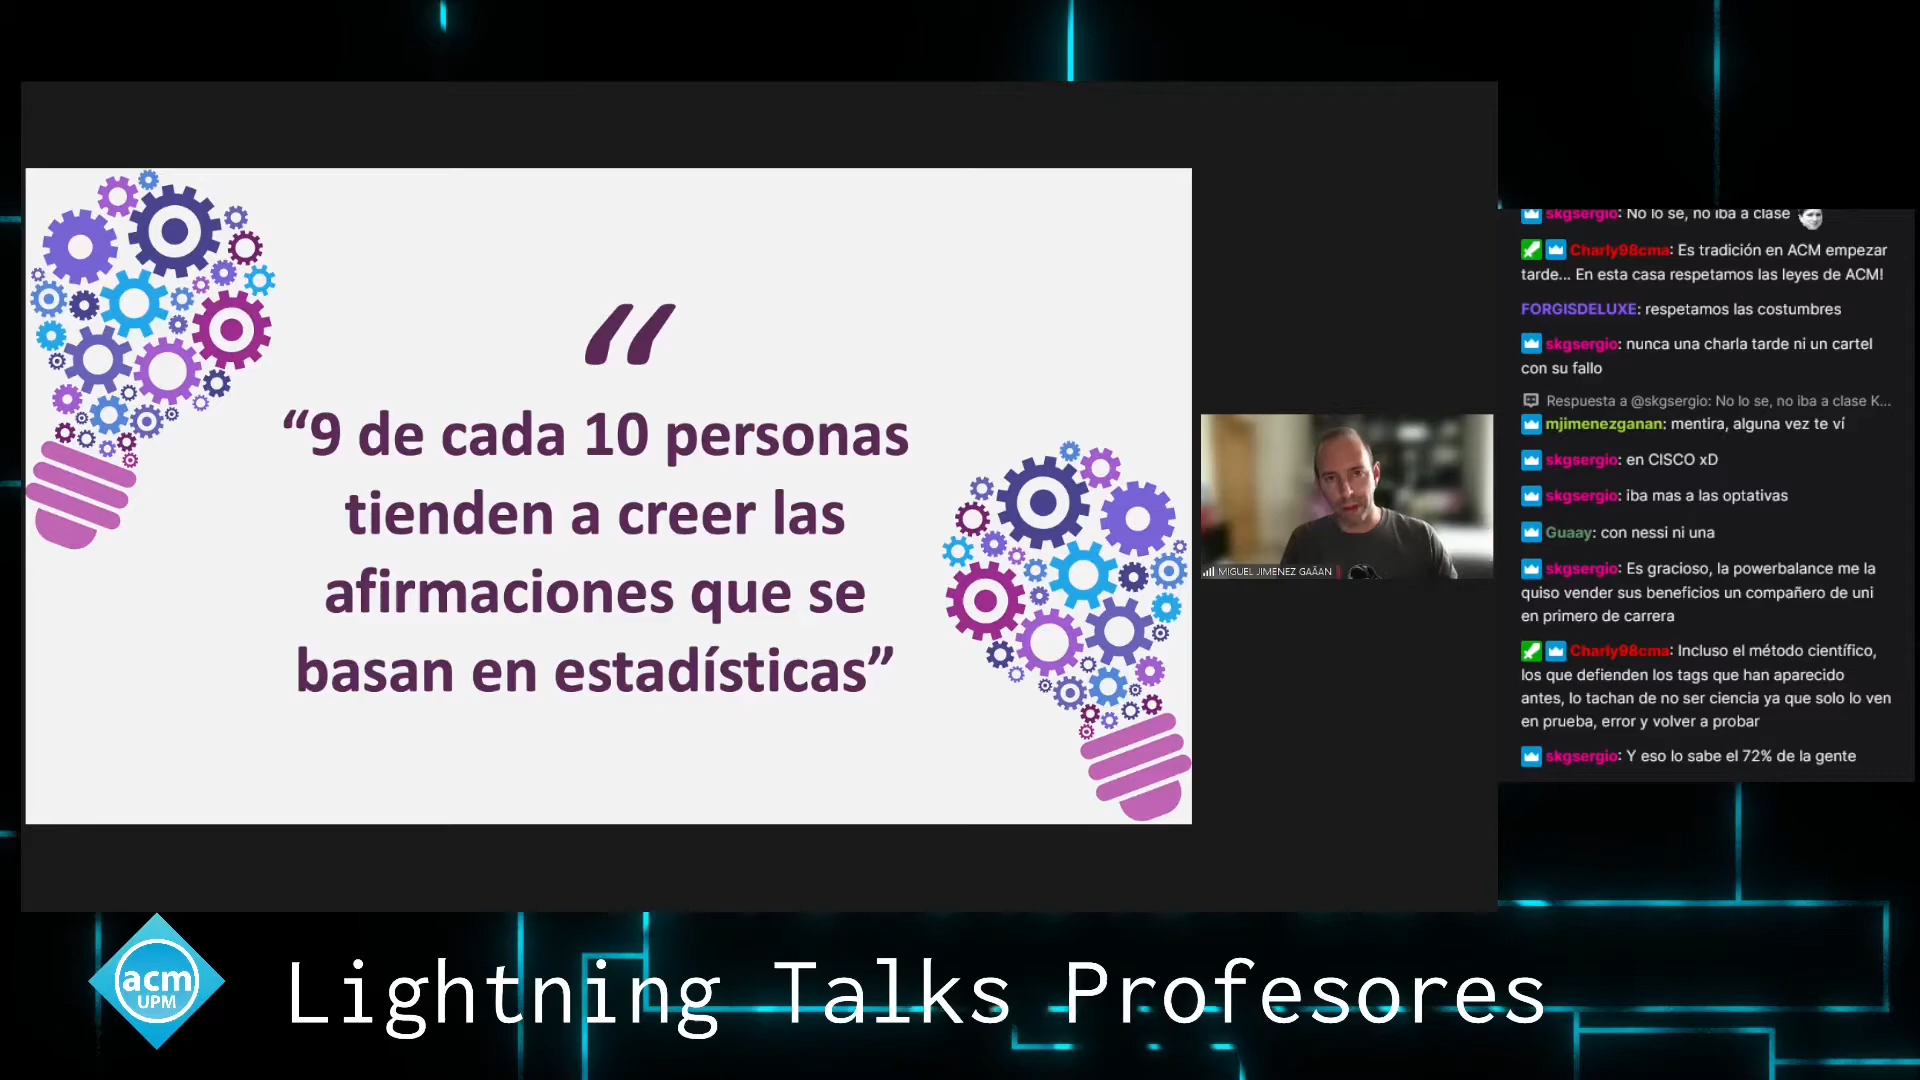 “
“9 de cada 10 personas
tienden a creer las
afirmaciones que se
basan en estadísticas”
MIGUEL JIMENEZ GAÃAN
skgsergio: No lo se, no iba a clase
Charly98cma: Es tradición en ACM empezar
tarde... En esta casa respetamos las leyes de ACM!
FORGISDELUXE: respetamos las costumbres
skgsergio: nunca una charla tarde ni un cartel
con su fallo
Respuesta a @skgsergio: No lo se, no iba a clase K...
mjimenezganan: mentira, alguna vez te ví
skgsergio: en CISCO xD
skgsergio: iba mas a las optativas
Guaay: con nessi ni una
skgsergio: Es gracioso, la powerbalance me la
quiso vender sus beneficios un compañero de uni
en primero de carrera
Charly98cma: Incluso el método científico,
los que defienden los tags que han aparecido
antes, lo tachan de no ser ciencia ya que solo lo ven
en prueba, error y volver a probar
skgsergio: Y eso lo sabe el 72% de la gente
acm
UPM
Lightning Talks Profesores